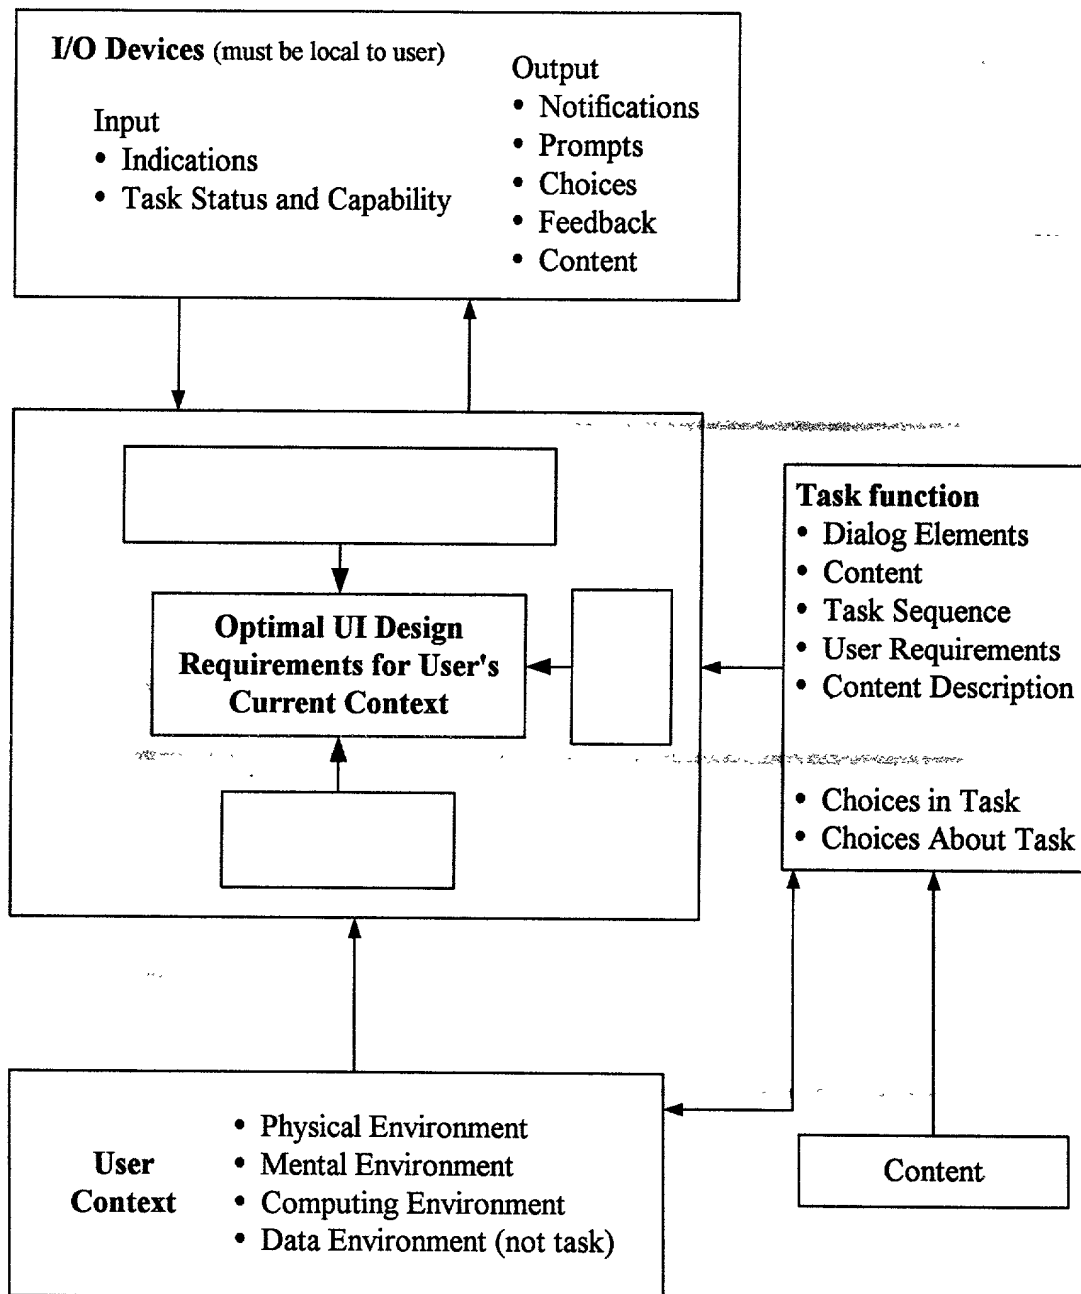 I/O Devices (must be local to user)
Input
• Indications
• Task Status and Capability
Output
• Notifications
• Prompts
• Choices
• Feedback
• Content
Optimal UI Design
Requirements for User's
Current Context
Task function
• Dialog Elements
• Content
• Task Sequence
• User Requirements
• Content Description
• Choices in Task
• Choices About Task
User
Context
• Physical Environment
• Mental Environment
• Computing Environment
• Data Environment (not task)
Content